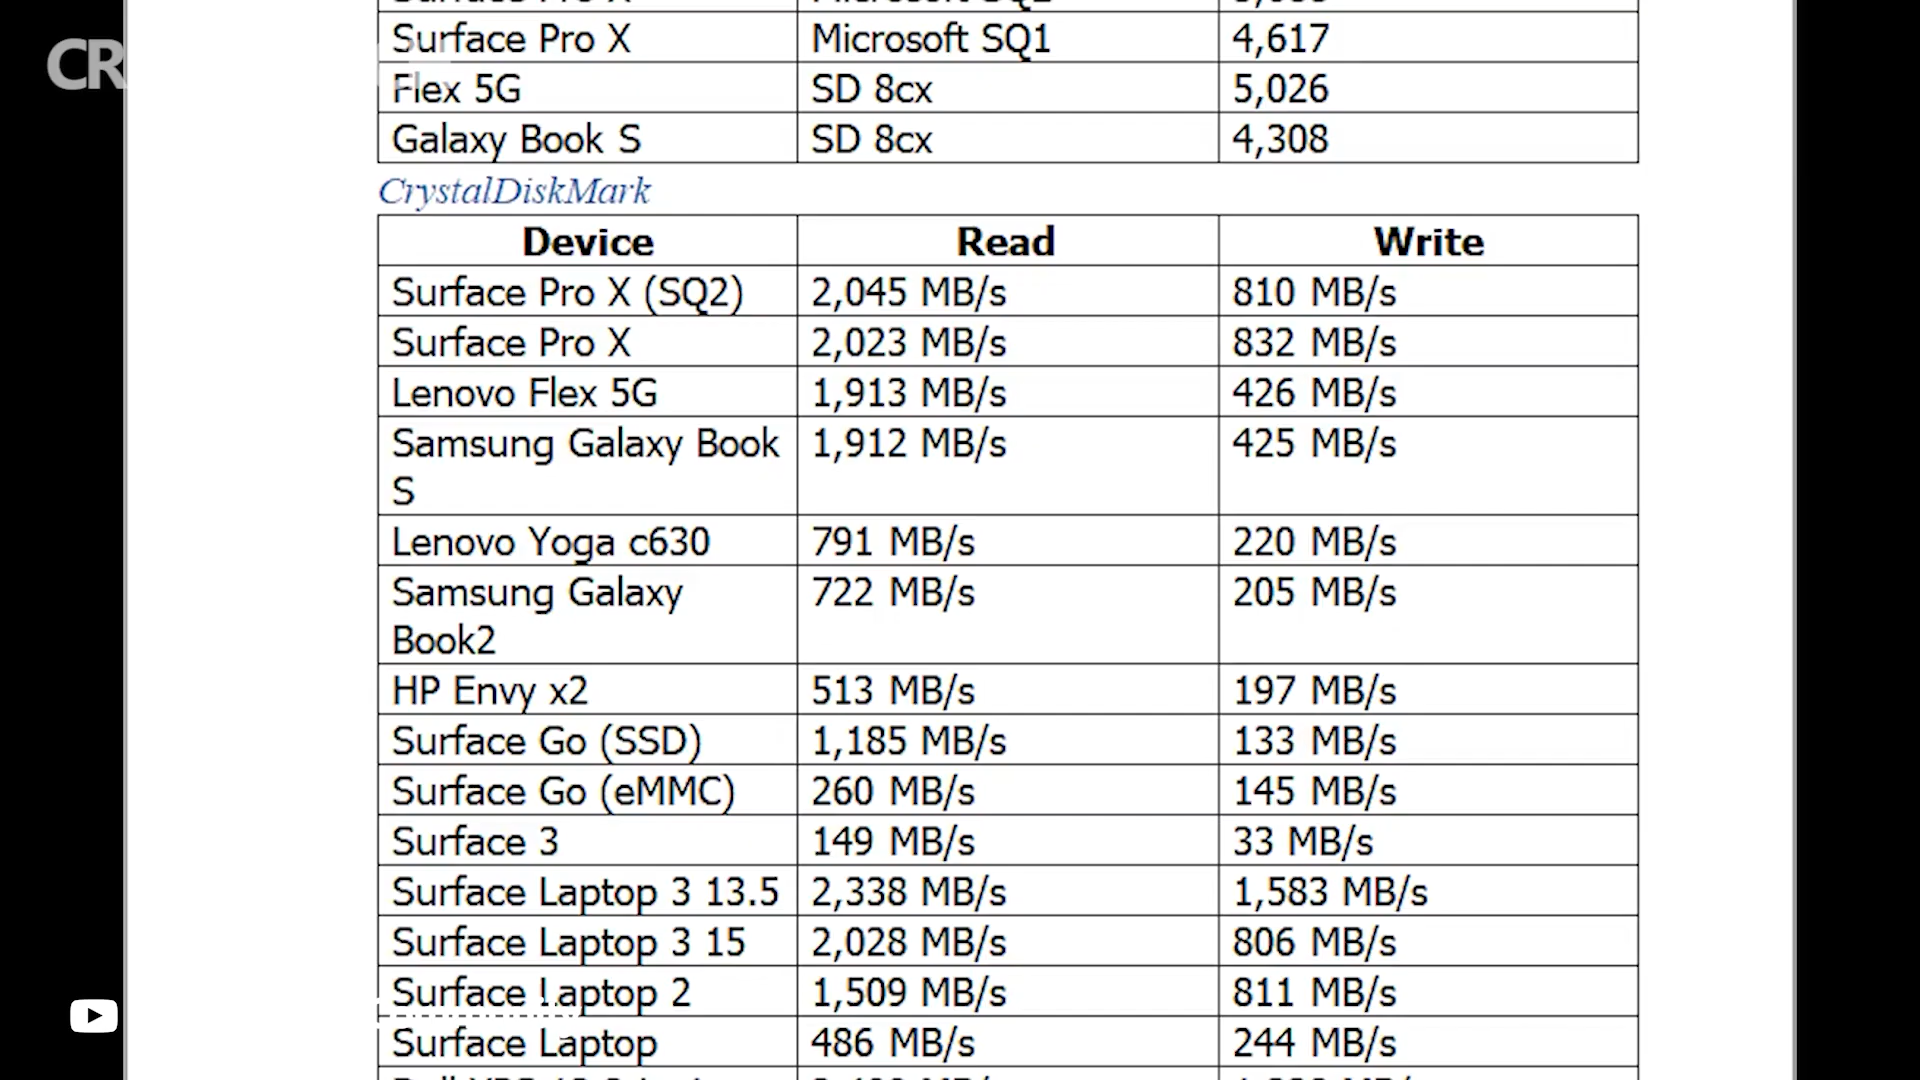 CR
Surface Pro X Microsoft SQ1 4,617
Flex 5G SD 8cx 5,026
Galaxy Book S SD 8cx 4,308
CrystalDiskMark
Device Read Write
Surface Pro X (SQ2) 2,045 MB/s 810 MB/s
Surface Pro X 2,023 MB/s 832 MB/s
Lenovo Flex 5G 1,913 MB/s 426 MB/s
Samsung Galaxy Book 1,912 MB/s 425 MB/s
S
Lenovo Yoga c630 791 MB/s 220 MB/s
Samsung Galaxy 722 MB/s 205 MB/s
Book2
HP Envy x2 513 MB/s 197 MB/s
Surface Go (SSD) 1,185 MB/s 133 MB/s
Surface Go (eMMC) 260 MB/s 145 MB/s
Surface 3 149 MB/s 33 MB/s
Surface Laptop 3 13.5 2,338 MB/s 1,583 MB/s
Surface Laptop 3 15 2,028 MB/s 806 MB/s
Surface Laptop 2 1,509 MB/s 811 MB/s
Surface Laptop 486 MB/s 244 MB/s